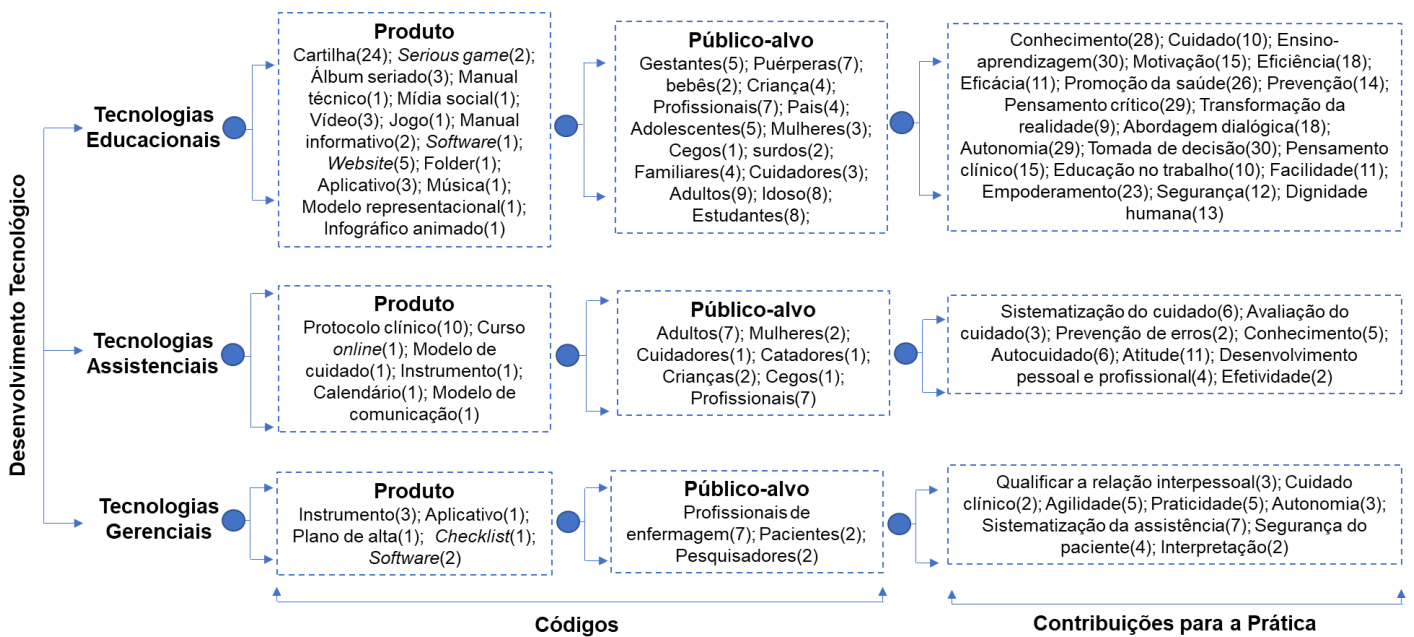 Desenvolvimento Tecnológico
Tecnologias
Educacionais
Produto
Cartilha(24); Serious game(2);
Álbum seriado(3); Manual
técnico(1); Mídia social(1);
Vídeo(3); Jogo(1); Manual
informativo(2); Software(1);
Website(5); Folder(1);
Aplicativo(3); Música(1);
Modelo representacional(1);
Infográfico animado(1)
Público-alvo
Gestantes(5); Puérperas(7);
bebês(2); Criança(4);
Profissionais(7); Pais(4);
Adolescentes(5); Mulheres(3);
Cegos(1); surdos(2);
Familiares(4); Cuidadores(3);
Adultos(9); Idoso(8);
Estudantes(8);
Conhecimento(28); Cuidado(10); Ensino-
aprendizagem(30); Motivação(15); Eficiência(18);
Eficácia(11); Promoção da saúde(26); Prevenção(14);
Pensamento crítico(29); Transformação da
realidade(9); Abordagem dialógica(18);
Autonomia(29); Tomada de decisão(30); Pensamento
clínico(15); Educação no trabalho(10); Facilidade(11);
Empoderamento(23); Segurança(12); Dignidade
humana(13)
Tecnologias
Assistenciais
Produto
Protocolo clínico(10); Curso
online(1); Modelo de
cuidado(1); Instrumento(1);
Calendário(1); Modelo de
comunicação(1)
Público-alvo
Adultos(7); Mulheres(2);
Cuidadores(1); Catadores(1);
Crianças(2); Cegos(1);
Profissionais(7)
Sistematização do cuidado(6); Avaliação do
cuidado(3); Prevenção de erros(2); Conhecimento(5);
Autocuidado(6); Atitude(11); Desenvolvimento
pessoal e profissional(4); Efetividade(2)
Tecnologias
Gerenciais
Produto
Instrumento(3); Aplicativo(1);
Plano de alta(1); Checklist(1);
Software(2)
Público-alvo
Profissionais de
enfermagem(7); Pacientes(2);
Pesquisadores(2)
Qualificar a relação interpessoal(3); Cuidado
clínico(2); Agilidade(5); Praticidade(5); Autonomia(3);
Sistematização da assistência(7); Segurança do
paciente(4); Interpretação(2)
Códigos
Contribuições para a Prática